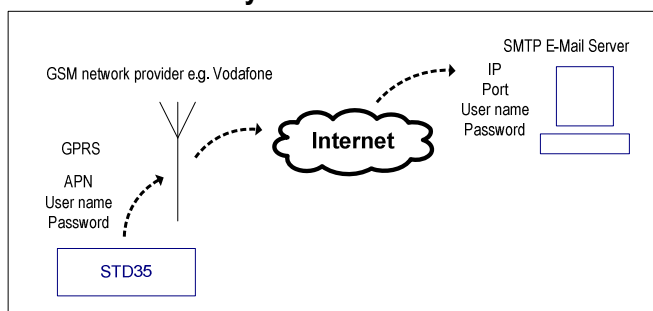 GSM network provider e.g. Vodafone
GPRS
APN
User name
Password
STD35
Internet
SMTP E-Mail Server
IP
Port
User name
Password